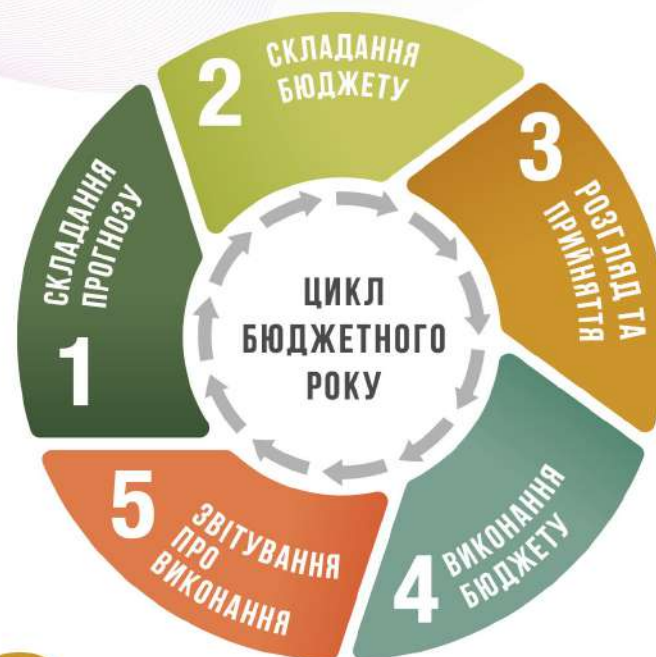 ЦИКЛ
БЮДЖЕТНОГО
РОКУ
1
СКЛАДАННЯ
ПРОГНОЗУ
2
СКЛАДАННЯ
БЮДЖЕТУ
3
РОЗГЛЯД ТА
ПРИЙНЯТТЯ
4
ВИКОНАННЯ
БЮДЖЕТУ
5
ЗВІТУВАННЯ
ПРО
ВИКОНАННЯ